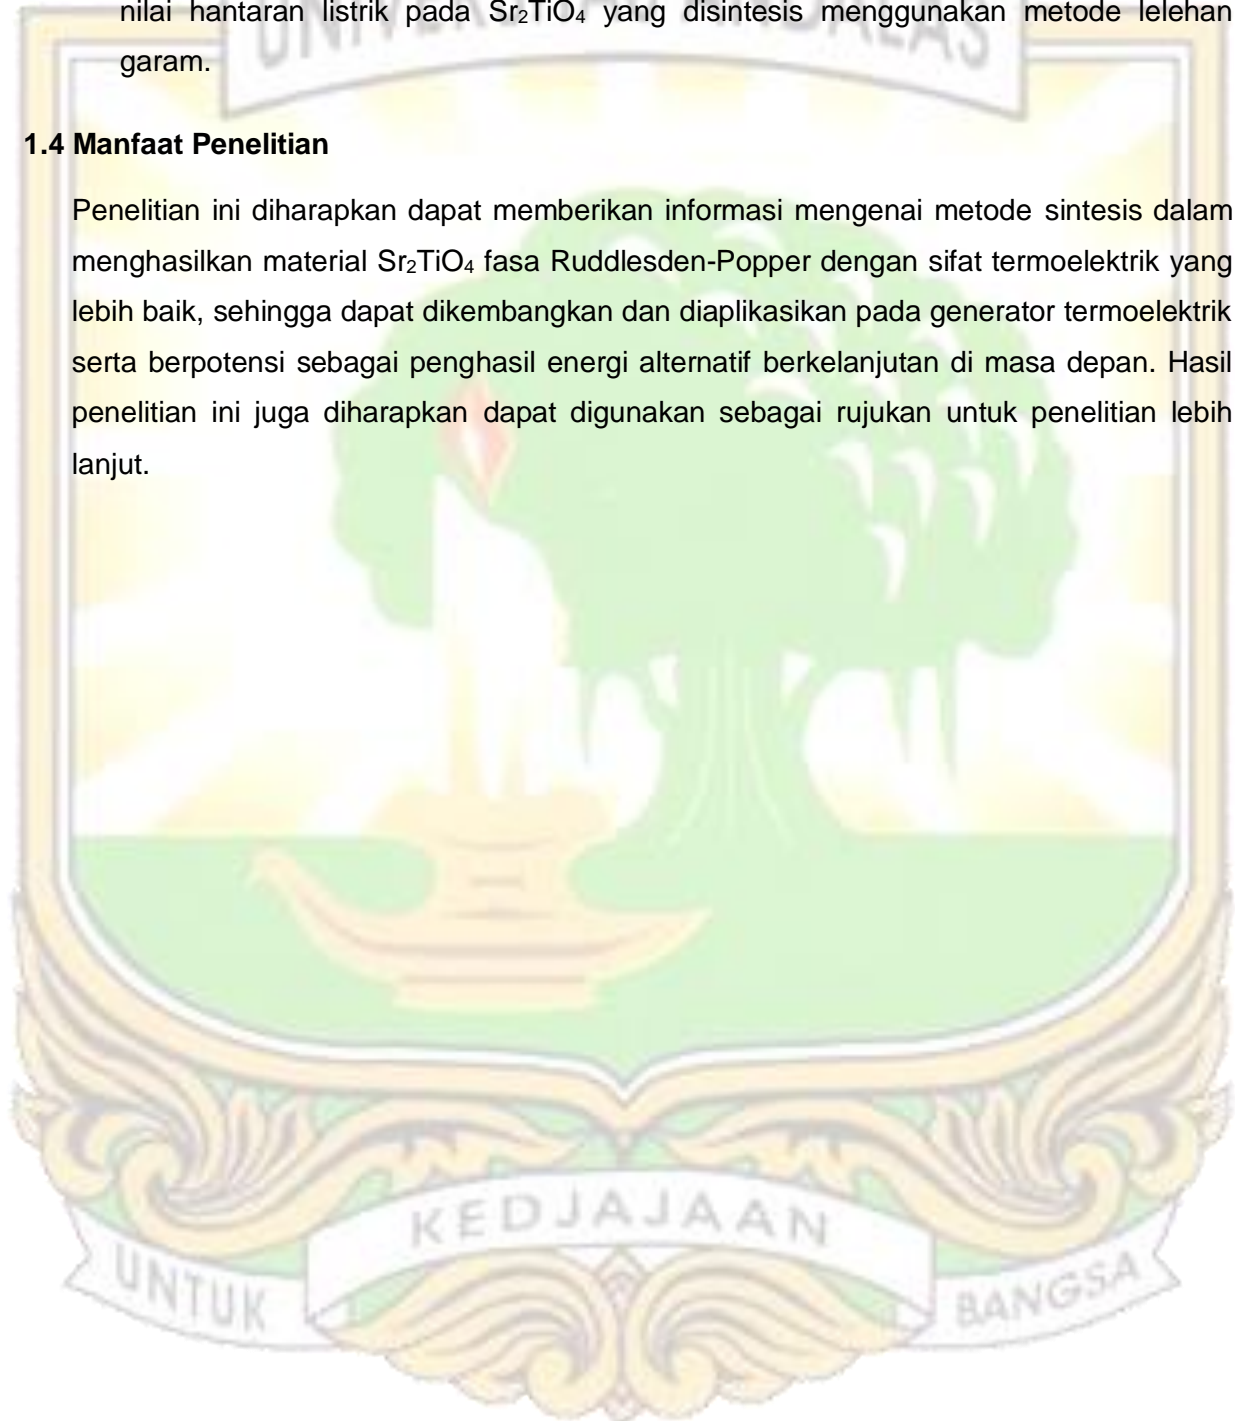 nilai hantaran listrik pada Sr₂TiO₄ yang disintesis menggunakan metode lelehan
garam.
1.4 Manfaat Penelitian
Penelitian ini diharapkan dapat memberikan informasi mengenai metode sintesis dalam
menghasilkan material Sr₂TiO₄ fasa Ruddlesden-Popper dengan sifat termoelektrik yang
lebih baik, sehingga dapat dikembangkan dan diaplikasikan pada generator termoelektrik
serta berpotensi sebagai penghasil energi alternatif berkelanjutan di masa depan. Hasil
penelitian ini juga diharapkan dapat digunakan sebagai rujukan untuk penelitian lebih
lanjut.
UNTUK KEDJAJAAN BANGSA